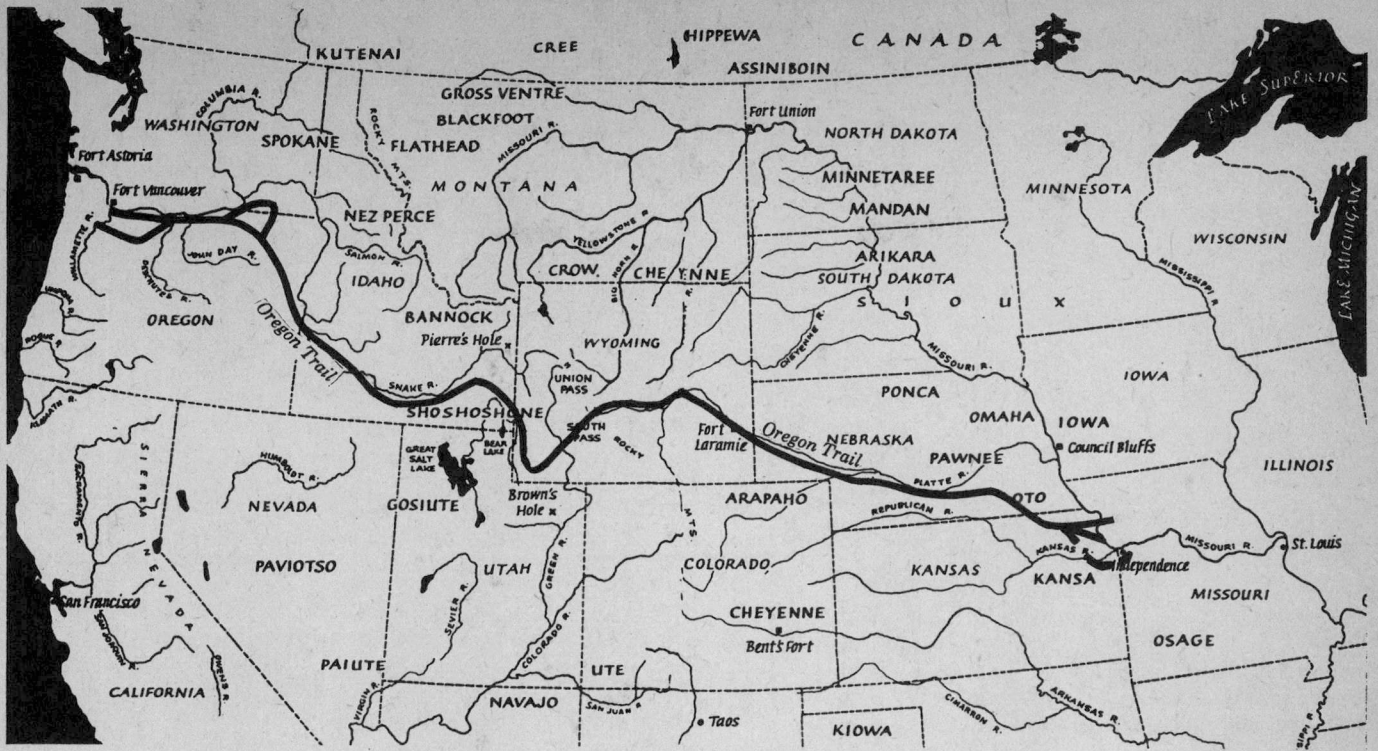 KUTENAI
CREE
CHIPPEWA
CANADA
ASSINIBOIN
LAKE SUPERIOR
COLUMBIA R.
GROSS VENTRE
Fort Union
WASHINGTON
ROCKY MTS.
BLACKFOOT
NORTH DAKOTA
SPOKANE
FLATHEAD
MISSOURI R.
Fort Astoria
MINNETAREE
MINNESOTA
MONTANA
Fort Vancouver
MANDAN
LAKE MICHIGAN
NEZ PERCE
WILLAMETTE R.
YELLOWSTONE R
WISCONSIN
JOHN DAY R.
SALMON R.
ARIKARA
MISSISSIPPI R
DESCHUTES R.
IDAHO
CROW
BIG HORN R.
CHEYENNE
R.
SOUTH DAKOTA
SIOUX
OREGON
BANNOCK
Pierre's Hole
WYOMING
CHEYENNE R.
ROGUE R.
Oregon Trail
MISSOURI R.
UNION PASS
IOWA
SNAKE R.
PONCA
KLAMATH R.
SHOSHOSHONE
OMAHA
IOWA
SOUTH PASS
Fort Laramie
Oregon Trail
NEBRASKA
BEAR LAKE
ROCKY
Council Bluffs
SIERRA
GREAT SALT LAKE
PAWNEE
HUMBOLDT R.
ILLINOIS
SACRAMENTO R.
PLATTE R.
NEVADA
GOSIUTE
Brown's Hole
ARAPAHO
OTO
REPUBLICAN R.
MTS.
NEVADA
GREEN R.
KANSAS R.
MISSOURI R.
St. Louis
PAVIOTSO
UTAH
COLORADO
KANSAS
KANSA
Independence
San Francisco
SEVIER R.
MISSOURI
CHEYENNE
COLORADO R.
SAN JOAQUIN R.
Bent's Fort
OSAGE
PAIUTE
UTE
OWENS R.
CALIFORNIA
VIRGIN R.
NAVAJO
SAN JUAN R
CIMARRON R.
ARKANSAS R.
Taos
KIOWA
SIPPI R